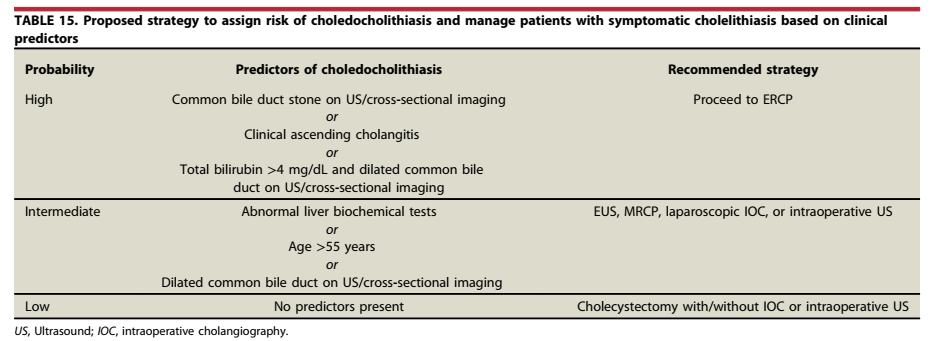 TABLE 15. Proposed strategy to assign risk of choledocholithiasis and manage patients with symptomatic cholelithiasis based on clinical
predictors
Probability Predictors of choledocholithiasis Recommended strategy
High Common bile duct stone on US/cross-sectional imaging Proceed to ERCP
or
Clinical ascending cholangitis
or
Total bilirubin >4 mg/dL and dilated common bile
duct on US/cross-sectional imaging
Intermediate Abnormal liver biochemical tests EUS, MRCP, laparoscopic IOC, or intraoperative US
or
Age >55 years
or
Dilated common bile duct on US/cross-sectional imaging
Low No predictors present Cholecystectomy with/without IOC or intraoperative US
US, Ultrasound; IOC, intraoperative cholangiography.